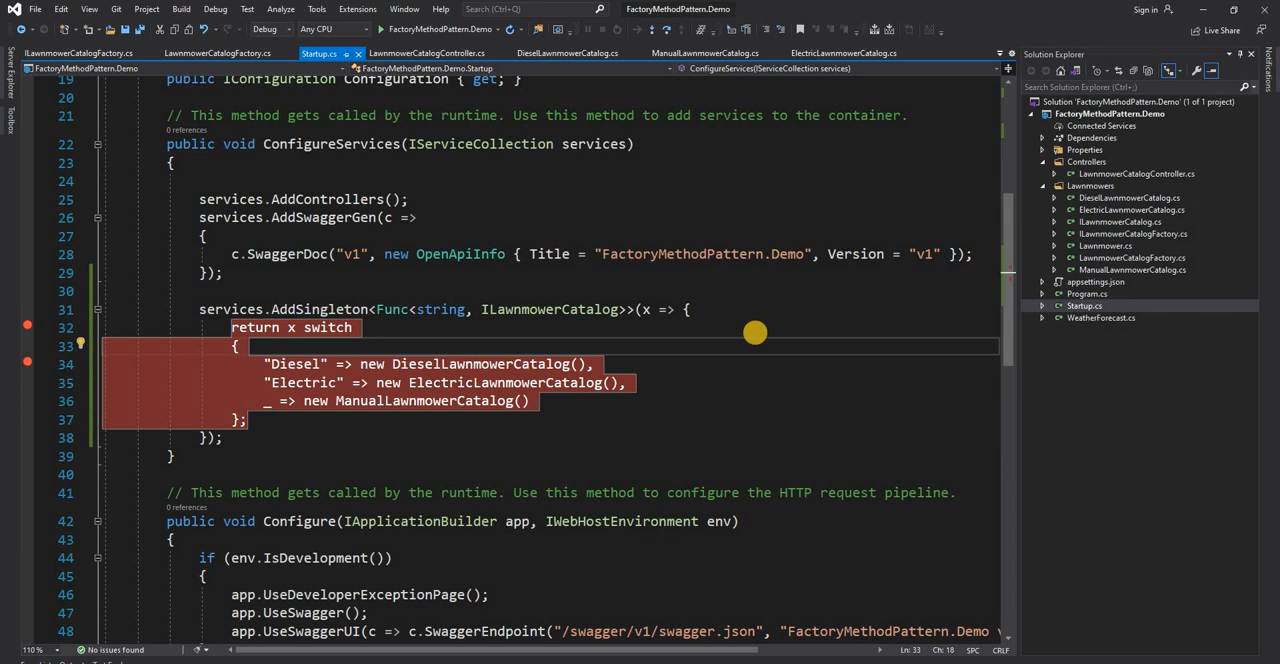 File Edit View Git Project Build Debug Test Analyze Tools Extensions Window Help Search (Ctrl+Q) FactoryMethodPattern.Demo Sign in
Debug Any CPU FactoryMethodPattern.Demo Live Share
ILawnmowerCatalogFactory.cs LawnmowerCatalogFactory.cs Startup.cs LawnmowerCatalogController.cs DieselLawnmowerCatalog.cs ManualLawnmowerCatalog.cs ElectricLawnmowerCatalog.cs
FactoryMethodPattern.Demo FactoryMethodPattern.Demo.Startup ConfigureServices(IServiceCollection services)
Server Explorer
Toolbox
19 public IConfiguration Configuration { get; }
20
21 // This method gets called by the runtime. Use this method to add services to the container.
0 references
22 public void ConfigureServices(IServiceCollection services)
23 {
24
25 services.AddControllers();
26 services.AddSwaggerGen(c =>
27 {
28 c.SwaggerDoc("v1", new OpenApiInfo { Title = "FactoryMethodPattern.Demo", Version = "v1" });
29 });
30
31 services.AddSingleton<Func<string, ILawnmowerCatalog>>(x => {
32 return x switch
33 {
34 "Diesel" => new DieselLawnmowerCatalog(),
35 "Electric" => new ElectricLawnmowerCatalog(),
36 _ => new ManualLawnmowerCatalog()
37 };
38 });
39 }
40
41 // This method gets called by the runtime. Use this method to configure the HTTP request pipeline.
0 references
42 public void Configure(IApplicationBuilder app, IWebHostEnvironment env)
43 {
44 if (env.IsDevelopment())
45 {
46 app.UseDeveloperExceptionPage();
47 app.UseSwagger();
48 app.UseSwaggerUI(c => c.SwaggerEndpoint("/swagger/v1/swagger.json", "FactoryMethodPattern.Demo v
110 % No issues found Ln: 33 Ch: 18 SPC CRLF
Solution Explorer
Search Solution Explorer (Ctrl+;)
Solution 'FactoryMethodPattern.Demo' (1 of 1 project)
FactoryMethodPattern.Demo
Connected Services
Dependencies
Properties
Controllers
LawnmowerCatalogController.cs
Lawnmowers
DieselLawnmowerCatalog.cs
ElectricLawnmowerCatalog.cs
ILawnmowerCatalog.cs
ILawnmowerCatalogFactory.cs
Lawnmower.cs
LawnmowerCatalogFactory.cs
ManualLawnmowerCatalog.cs
appsettings.json
Program.cs
Startup.cs
WeatherForecast.cs
Notifications